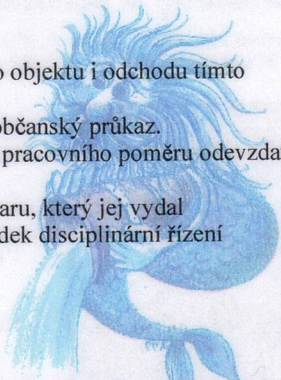 o objektu i odchodu tímto
občanský průkaz.
pracovního poměru odevzda
aru, který jej vydal
dek disciplinární řízení